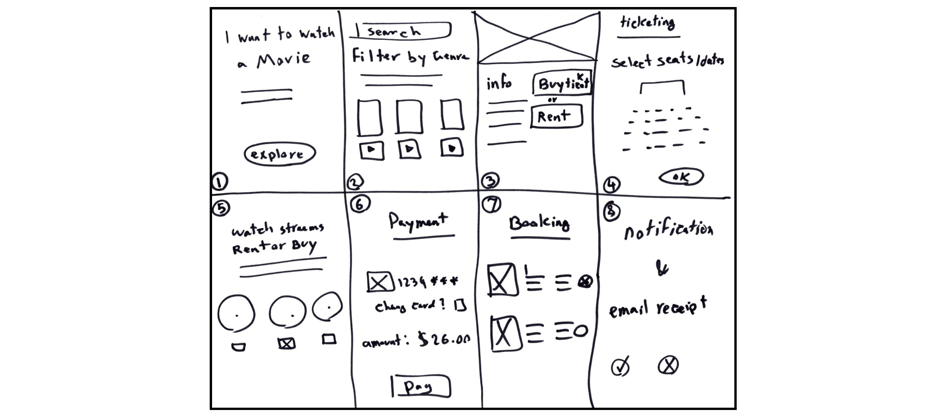 I want to watch
a Movie
explore
1
search
Filter by Genre
2
info
Buy ticket
or
Rent
3
ticketing
select seats/dates
OK
4
5
watch streams
Rent or Buy
6
Payment
1234 ***
chang card?
amount: $26.00
Pay
7
Booking
8
notification
&
email receipt